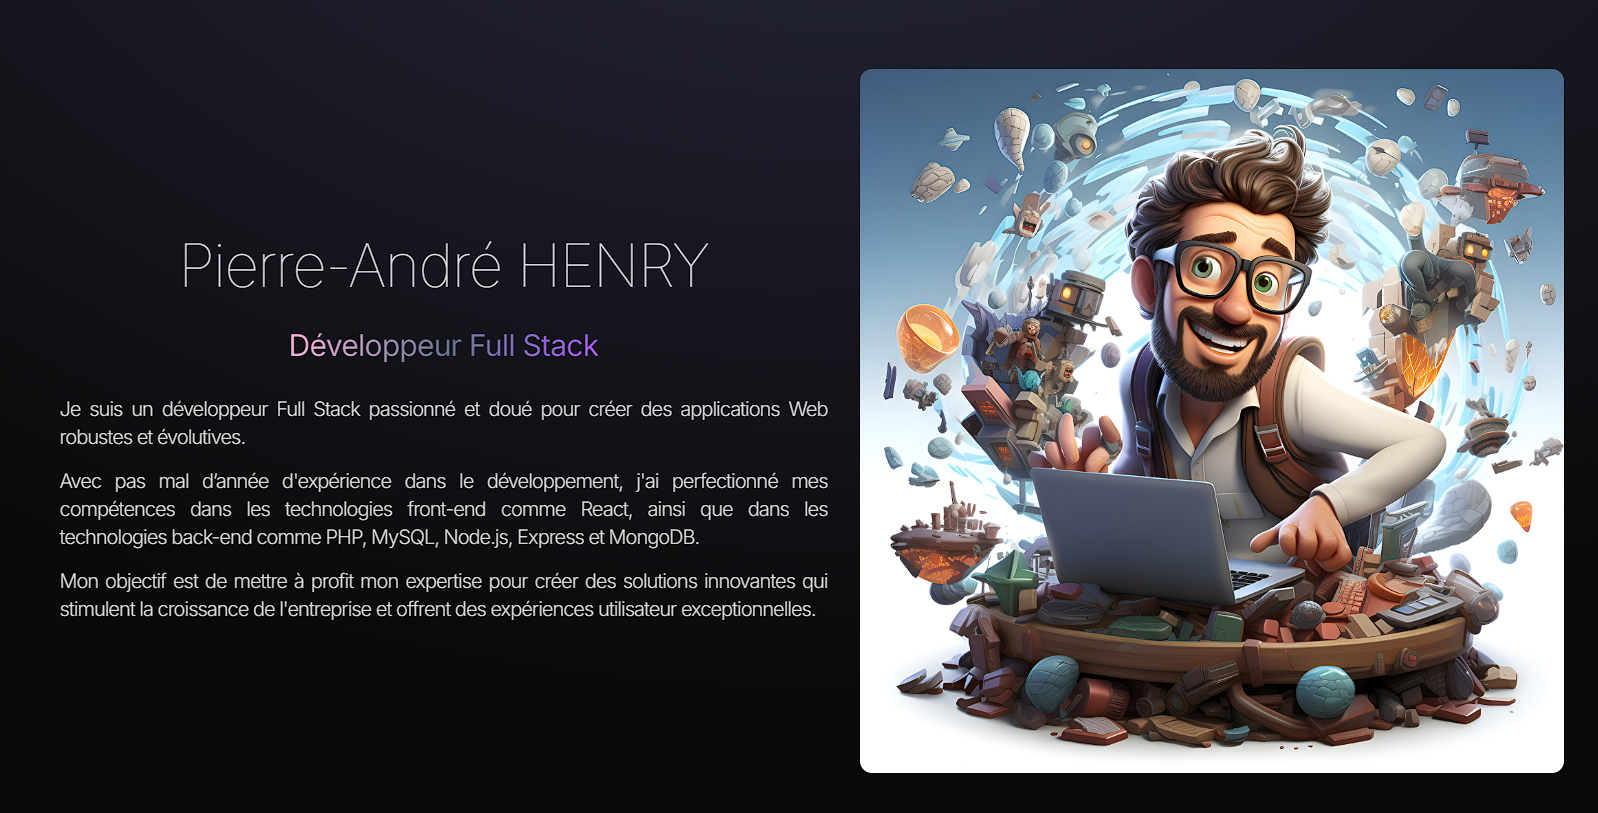 Pierre-André HENRY
Développeur Full Stack
Je suis un développeur Full Stack passionné et doué pour créer des applications Web
robustes et évolutives.
Avec pas mal d’année d'expérience dans le développement, j'ai perfectionné mes
compétences dans les technologies front-end comme React, ainsi que dans les
technologies back-end comme PHP, MySQL, Node.js, Express et MongoDB.
Mon objectif est de mettre à profit mon expertise pour créer des solutions innovantes qui
stimulent la croissance de l'entreprise et offrent des expériences utilisateur exceptionnelles.